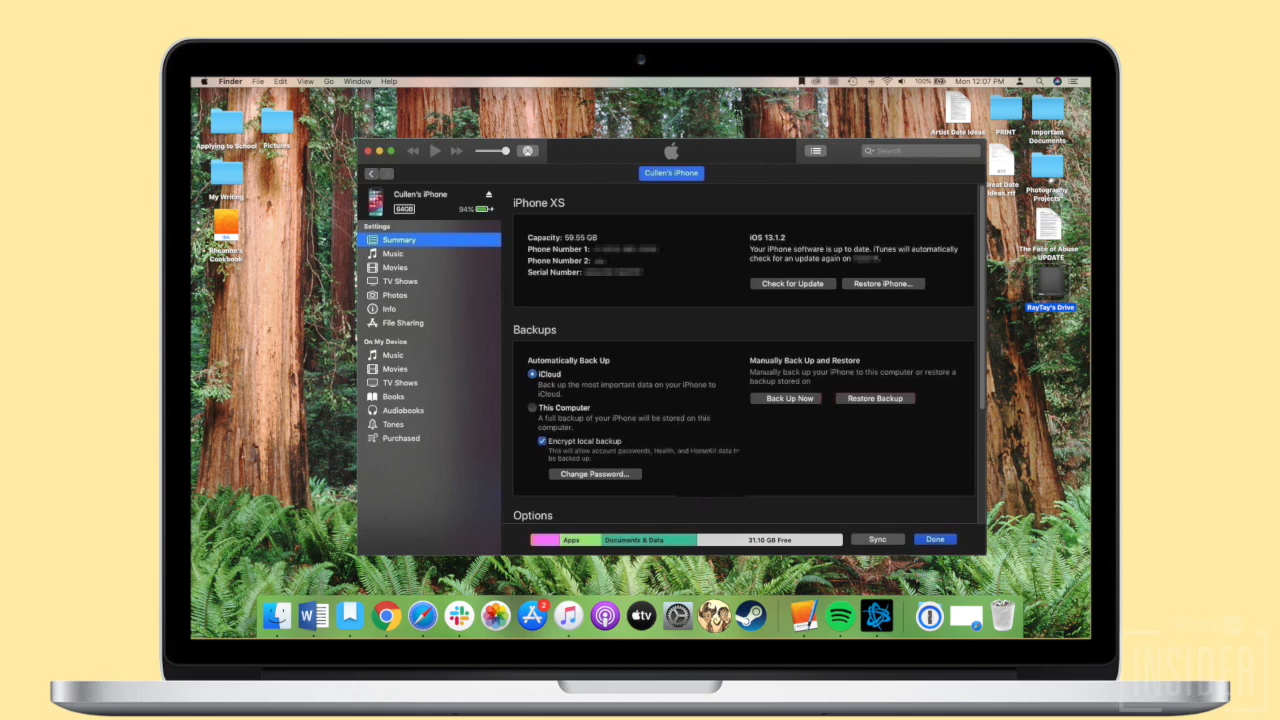 Finder File Edit View Go Window Help
100%
Mon 12:07 PM
Applying to School
Pictures
My Writing
Cookbook
Artist Date Ideas
PRINT
Important
Documents
Great Date
Ideas.rtf
Photography
Projects
The Face of Abuse
- UPDATE
RayTay's Drive
Search
Cullen's iPhone
Cullen's iPhone
64GB
94%
Settings
Summary
Music
Movies
TV Shows
Photos
Info
File Sharing
On My Device
Music
Movies
TV Shows
Books
Audiobooks
Tones
Purchased
iPhone XS
Capacity: 59.55 GB
Phone Number 1:
Phone Number 2:
Serial Number:
iOS 13.1.2
Your iPhone software is up to date. iTunes will automatically
check for an update again on
Check for Update
Restore iPhone...
Backups
Automatically Back Up
iCloud
Back up the most important data on your iPhone to
iCloud.
This Computer
A full backup of your iPhone will be stored on this
computer.
Encrypt local backup
This will allow account passwords, Health, and HomeKit data to
be backed up.
Change Password...
Manually Back Up and Restore
Manually back up your iPhone to this computer or restore a
backup stored on
Back Up Now
Restore Backup
Options
Apps
Documents & Data
31.10 GB Free
Sync
Done
2
tv
INSIDER